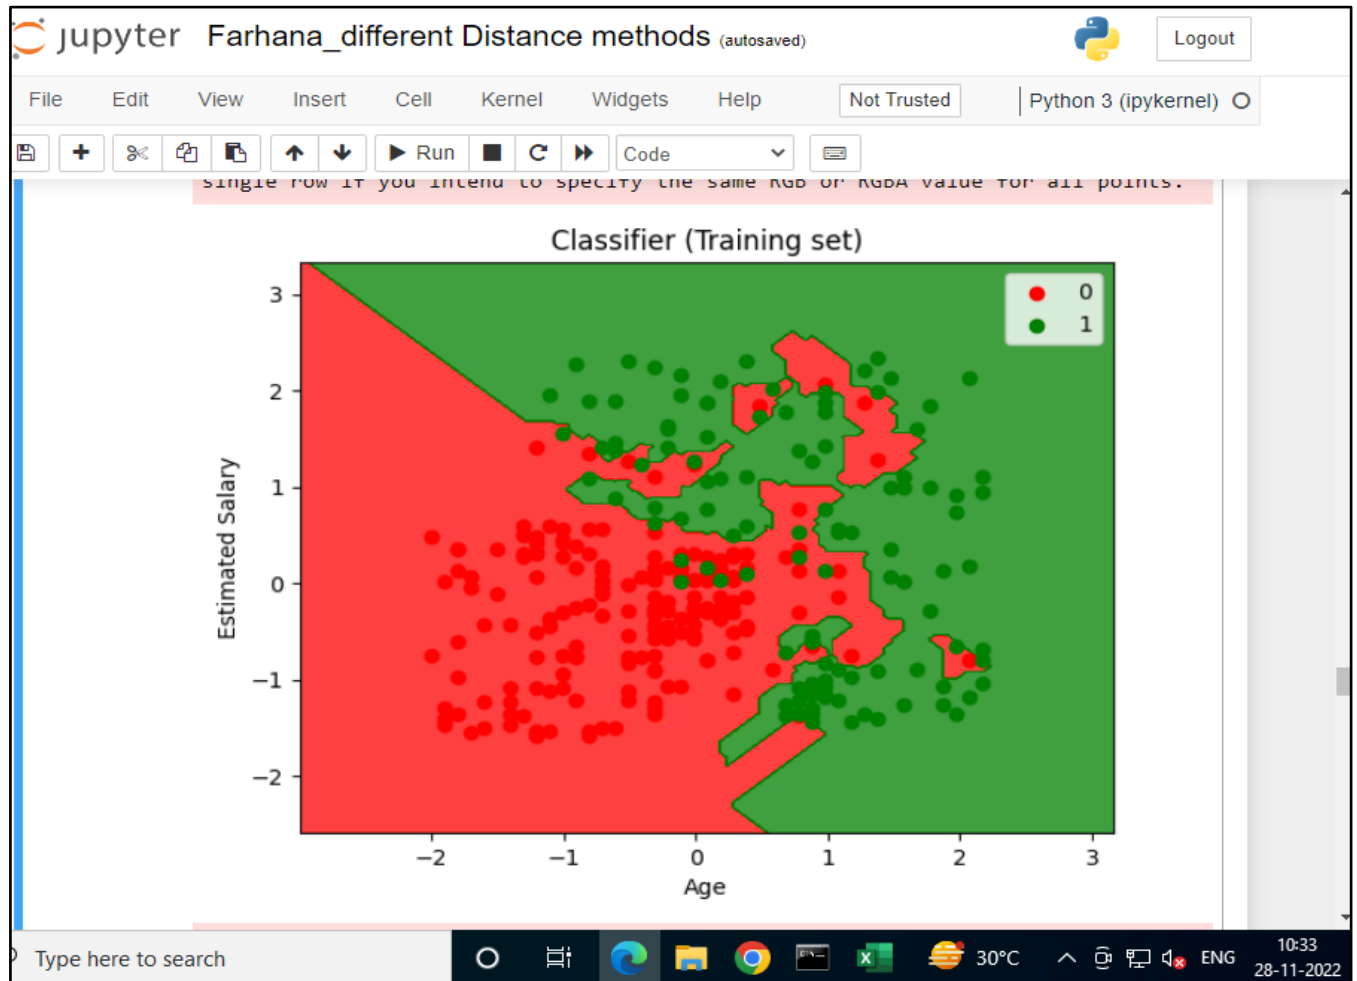 jupyter Farhana_different Distance methods (autosaved)
Logout
File Edit View Insert Cell Kernel Widgets Help
Not Trusted
Python 3 (ipykernel)
Run
Code
single row if you intend to specify the same RGB or RGBA value for all points.
Classifier (Training set)
0
1
3
2
1
0
−1
−2
Estimated Salary
−2 −1 0 1 2 3
Age
Type here to search
30°C
ENG
10:33
28-11-2022